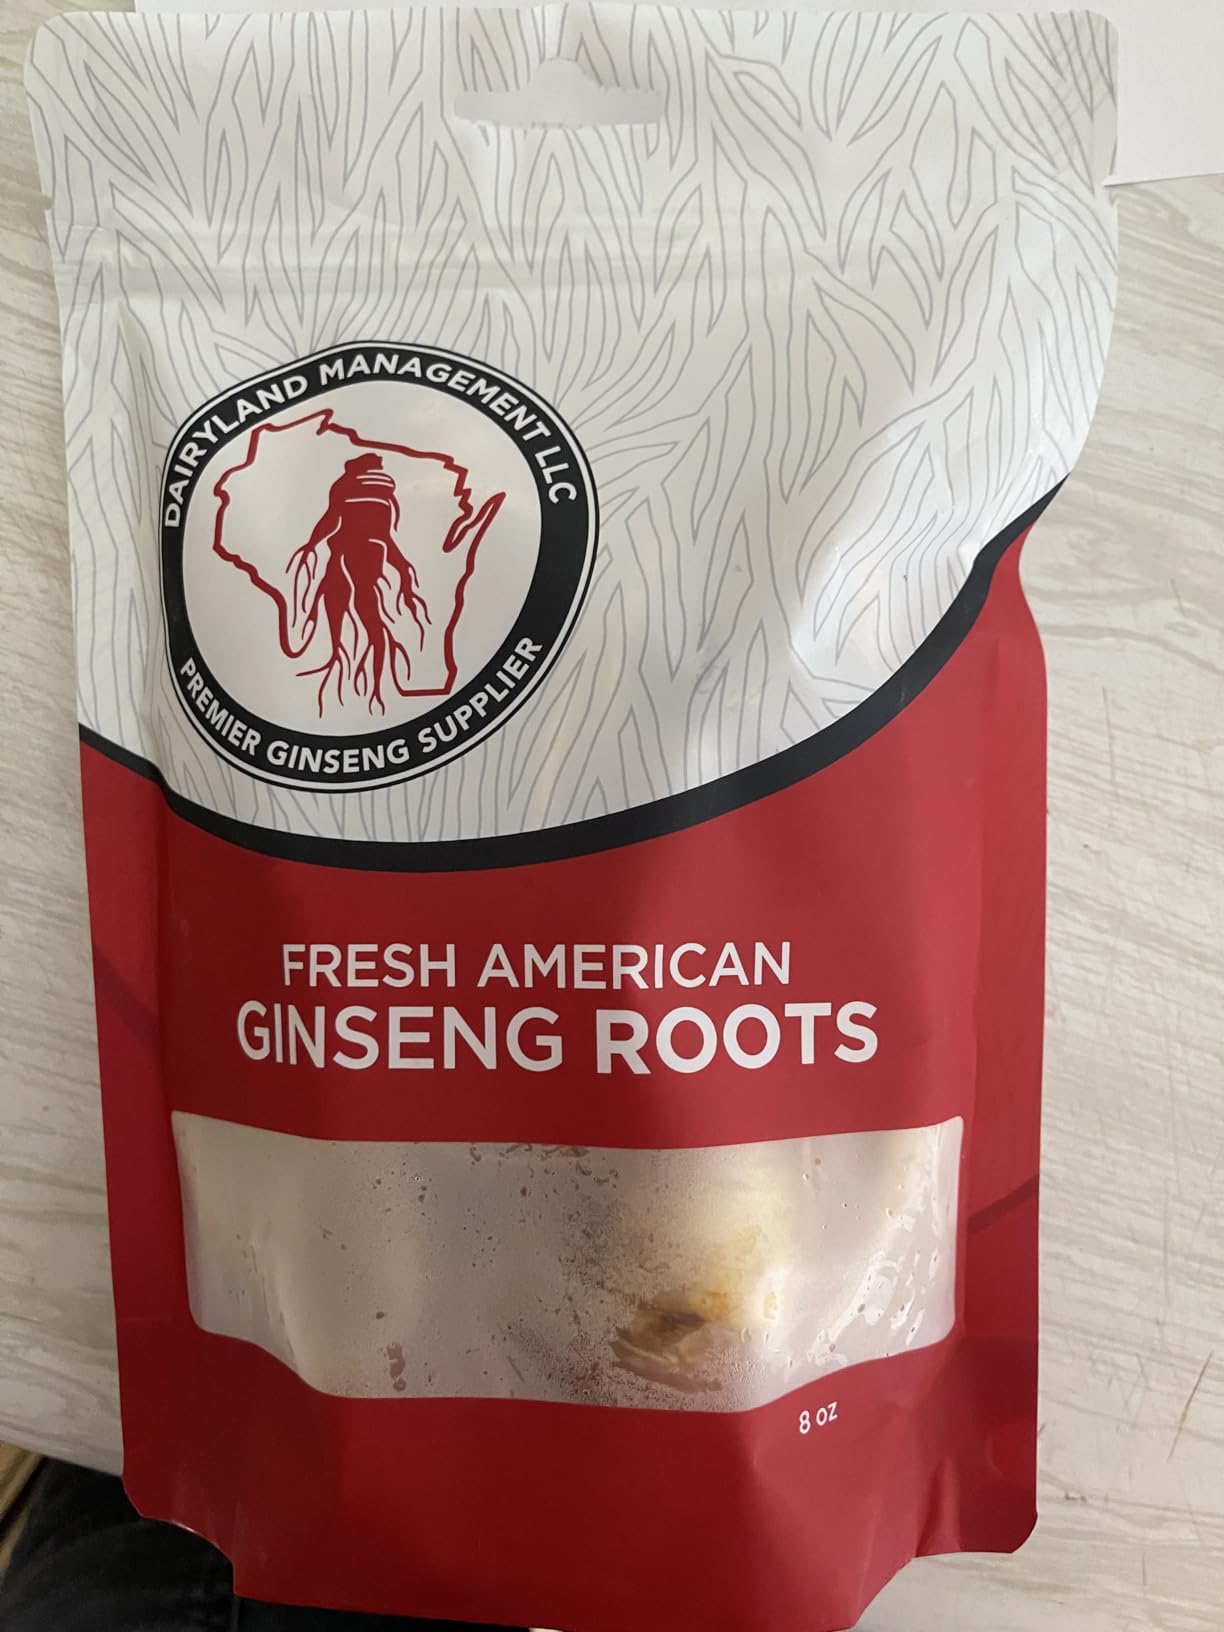 DAIRYLAND MANAGEMENT LLC
PREMIER GINSENG SUPPLIER
FRESH AMERICAN
GINSENG ROOTS
8 OZ